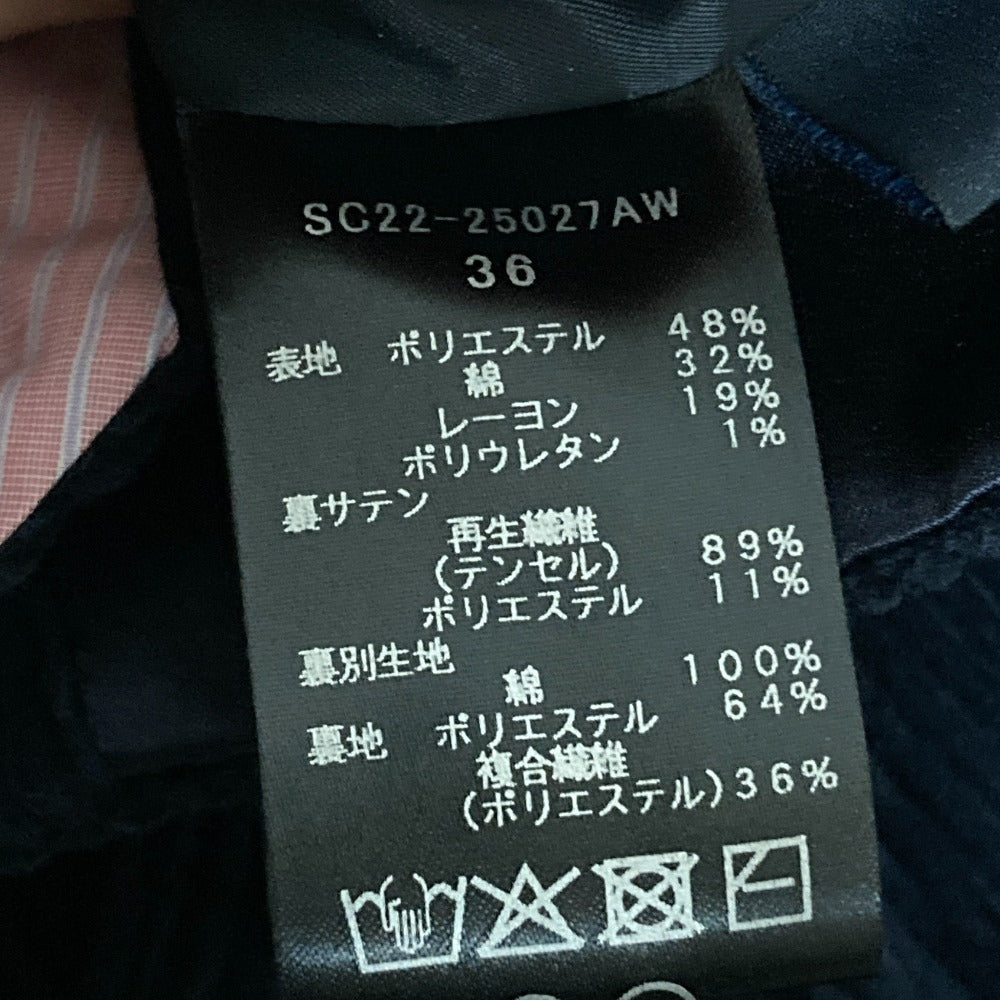 SC22-25027AW
36
表地 ポリエステル 48%
綿 32%
レーヨン 19%
ポリウレタン 1%
裏サテン
再生繊維
(テンセル) 89%
ポリエステル 11%
裏別生地
綿 100%
裏地 ポリエステル 64%
複合繊維
(ポリエステル) 36%